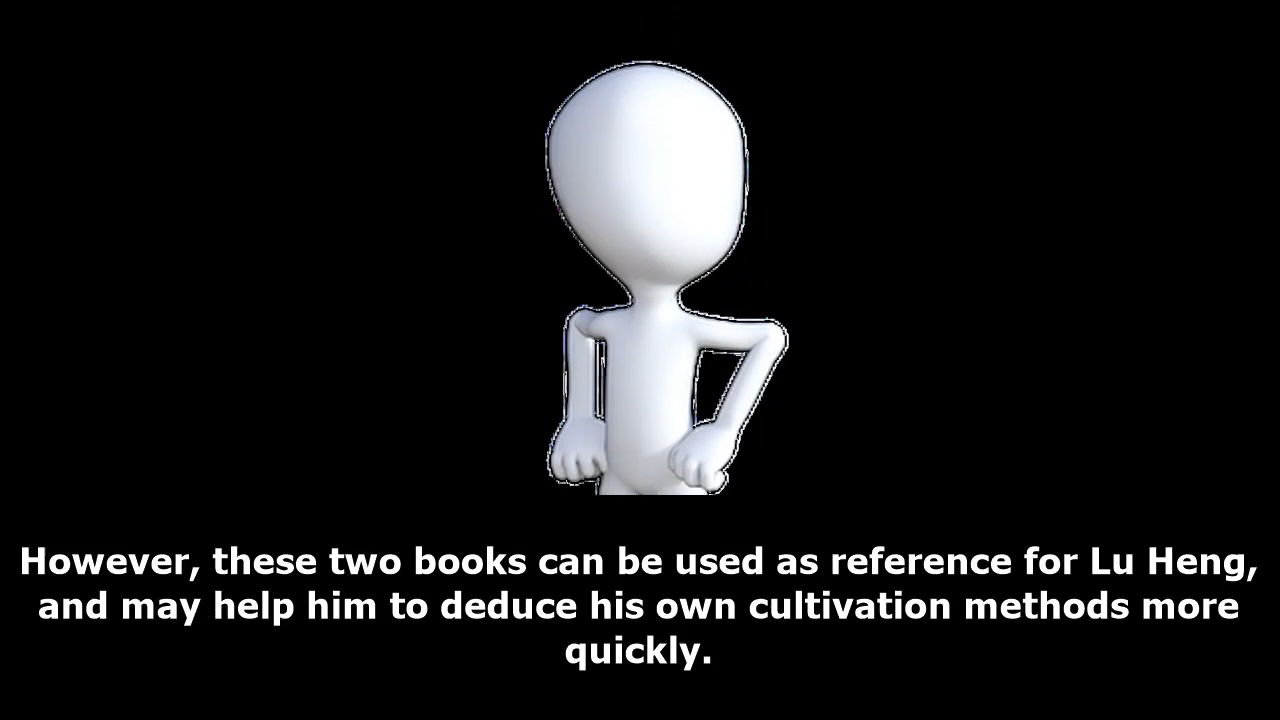 However, these two books can be used as reference for Lu Heng,
and may help him to deduce his own cultivation methods more
quickly.